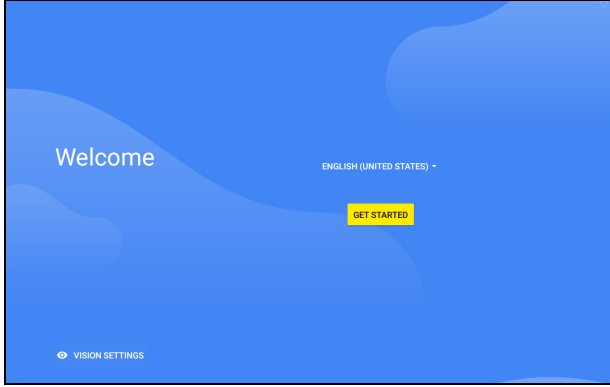 Welcome
ENGLISH (UNITED STATES)
GET STARTED
VISION SETTINGS